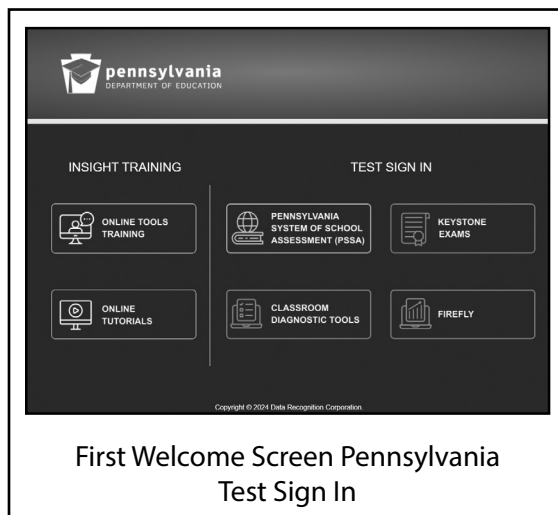 pennsylvania
DEPARTMENT OF EDUCATION
INSIGHT TRAINING
TEST SIGN IN
ONLINE TOOLS
TRAINING
PENNSYLVANIA
SYSTEM OF SCHOOL
ASSESSMENT (PSSA)
KEYSTONE
EXAMS
ONLINE
TUTORIALS
CLASSROOM
DIAGNOSTIC TOOLS
FIREFLY
Copyright © 2024 Data Recognition Corporation
First Welcome Screen Pennsylvania
Test Sign In